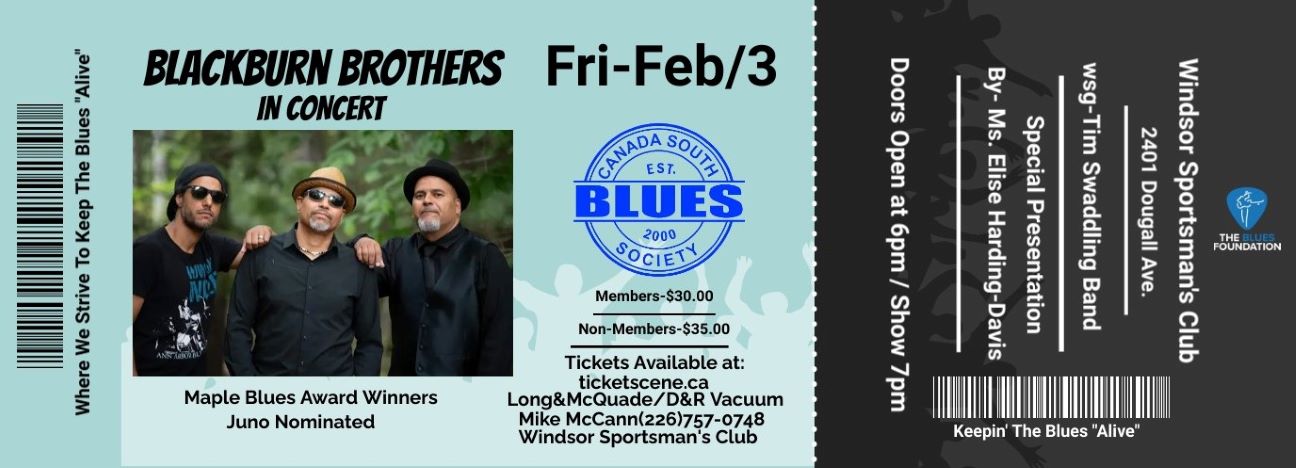 Where We Strive To Keep The Blues "Alive"
BLACKBURN BROTHERS
IN CONCERT
Maple Blues Award Winners
Juno Nominated
Fri-Feb/3
CANADA SOUTH
EST.
BLUES
2000
SOCIETY
Members-$30.00
Non-Members-$35.00
Tickets Available at:
ticketscene.ca
Long&McQuade/D&R Vacuum
Mike McCann(226)757-0748
Windsor Sportsman's Club
Windsor Sportsman's Club
2401 Dougall Ave.
wsg-Tim Swaddling Band
Special Presentation
By- Ms. Elise Harding-Davis
Doors Open at 6pm / Show 7pm
Keepin' The Blues "Alive"
THE BLUES
FOUNDATION